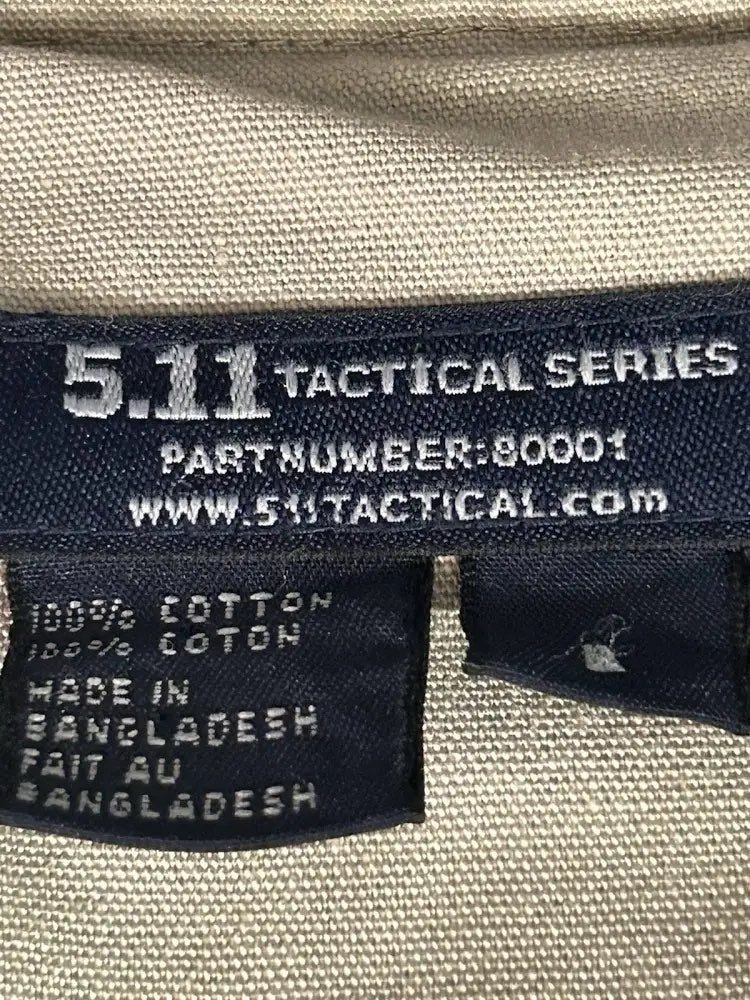 5.11 TACTICAL SERIES
PART NUMBER:80001
WWW.511TACTICAL.com
100% COTTON
100% COTON
MADE IN
BANGLADESH
FAIT AU
BANGLADESH